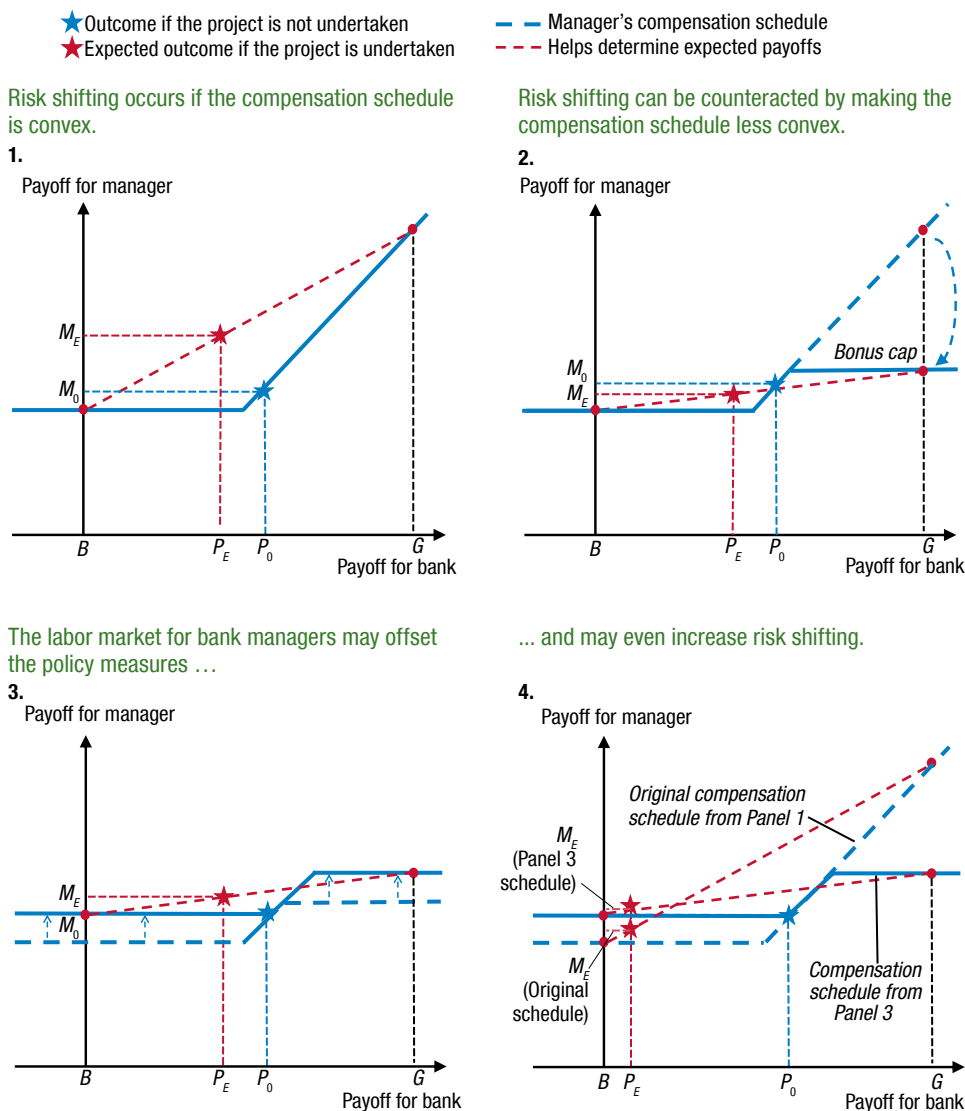 Outcome if the project is not undertaken
Expected outcome if the project is undertaken
Manager's compensation schedule
Helps determine expected payoffs
Risk shifting occurs if the compensation schedule
is convex.
1.
Payoff for manager
M_E
M_0
B
P_E
P_0
G
Payoff for bank
Risk shifting can be counteracted by making the
compensation schedule less convex.
2.
Payoff for manager
Bonus cap
M_0
M_E
B
P_E
P_0
G
Payoff for bank
The labor market for bank managers may offset
the policy measures …
3.
Payoff for manager
M_E
M_0
B
P_E
P_0
G
Payoff for bank
... and may even increase risk shifting.
4.
Payoff for manager
Original compensation
schedule from Panel 1
M_E
(Panel 3
schedule)
M_E
(Original
schedule)
Compensation
schedule from
Panel 3
B
P_E
P_0
G
Payoff for bank